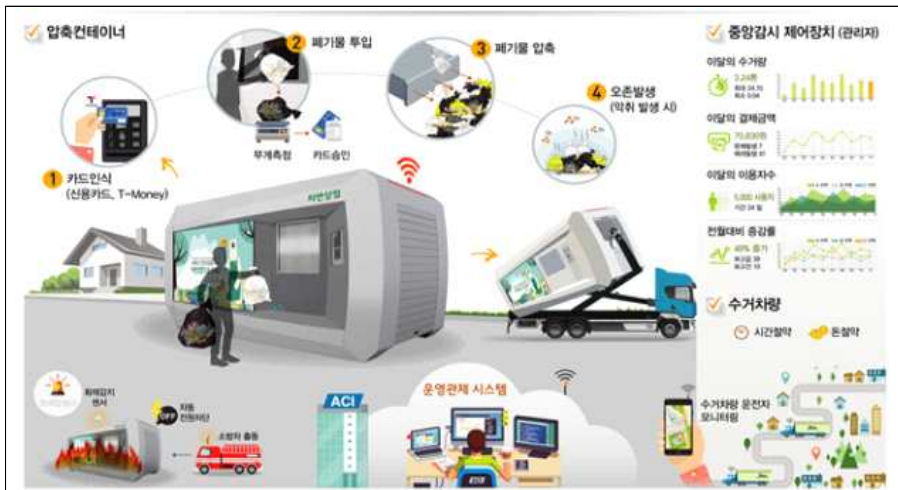 압축컨테이너
1 카드인식
(신용카드, T-Money)
2 폐기물 투입
무게측정
카드승인
3 폐기물 압축
4 오존발생
(악취 발생 시)
화재감지
센서
OFF
자동
전원차단
소방차 출동
ACI
운영관제 시스템
수거차량 운전자
모니터링
중앙감시 제어장치 (관리자)
이달의 수거량
이달의 결제금액
이달의 이용자수
전월대비 증감률
수거차량
시간절약
돈절약